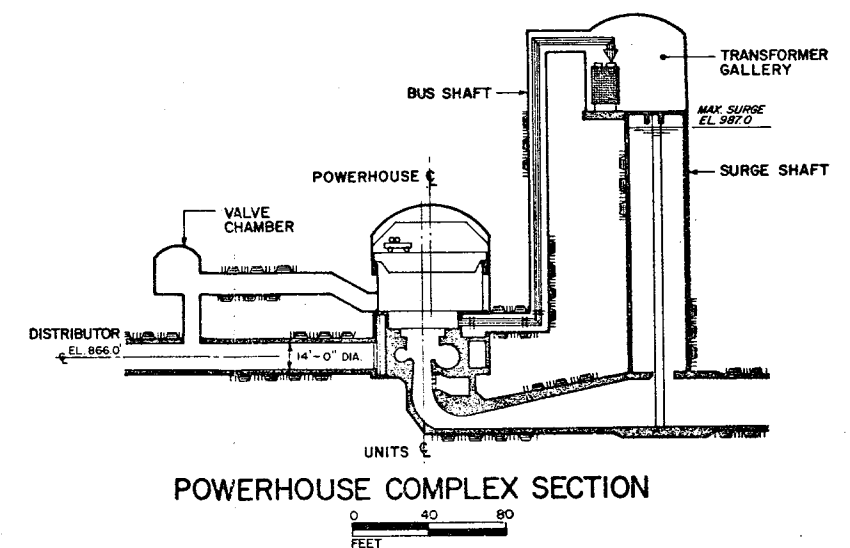 TRANSFORMER
GALLERY
BUS SHAFT
MAX. SURGE
EL. 987.0
SURGE SHAFT
POWERHOUSE ℄
VALVE
CHAMBER
DISTRIBUTOR
℄ EL. 866.0'
14'-0" DIA.
UNITS ℄
POWERHOUSE COMPLEX SECTION
0 40 80
FEET